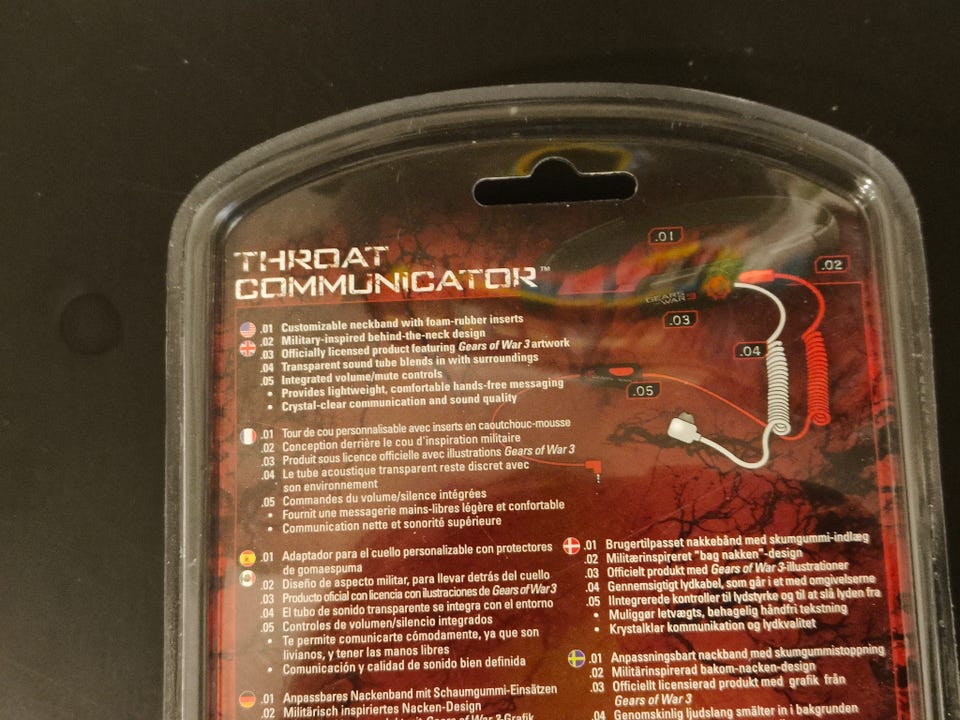 THROAT
COMMUNICATOR™
.01 Customizable neckband with foam-rubber inserts
.02 Military-inspired behind-the-neck design
.03 Officially licensed product featuring Gears of War 3 artwork
.04 Transparent sound tube blends in with surroundings
.05 Integrated volume/mute controls
• Provides lightweight, comfortable hands-free messaging
• Crystal-clear communication and sound quality
.01 Tour de cou personnalisable avec inserts en caoutchouc-mousse
.02 Conception derrière le cou d'inspiration militaire
.03 Produit sous licence officielle avec illustrations Gears of War 3
.04 Le tube acoustique transparent reste discret avec
son environnement
.05 Commandes du volume/silence intégrées
• Fournit une messagerie mains-libres légère et confortable
• Communication nette et sonorité supérieure
.01 Adaptador para el cuello personalizable con protectores
de gomaespuma
.02 Diseño de aspecto militar, para llevar detrás del cuello
.03 Producto oficial con licencia con ilustraciones de Gears of War 3
.04 El tubo de sonido transparente se integra con el entorno
.05 Controles de volumen/silencio integrados
• Te permite comunicarte cómodamente, ya que son
livianos, y tener las manos libres
• Comunicación y calidad de sonido bien definida
.01 Anpassbares Nackenband mit Schaumgummi-Einsätzen
.02 Militärisch inspiriertes Nacken-Design
Gears of War 3-Grafik
.01
.02
GEARS
WAR 3
.03
.04
.05
.01 Brugertilpasset nakkebånd med skumgummi-indlæg
.02 Militærinspireret "bag nakken"-design
.03 Officielt produkt med Gears of War 3-illustrationer
.04 Gennemsigtigt lydkabel, som går i et med omgivelserne
.05 IIntegrerede kontroller til lydstyrke og til at slå lyden fra
• Muliggør letvægts, behagelig håndfri tekstning
• Krystalklar kommunikation og lydkvalitet
.01 Anpassningsbart nackband med skumgummistoppning
.02 Militärinspirerad bakom-nacken-design
.03 Officiellt licensierad produkt med grafik från
Gears of War 3
.04 Genomskinlig ljudslang smälter in i bakgrunden